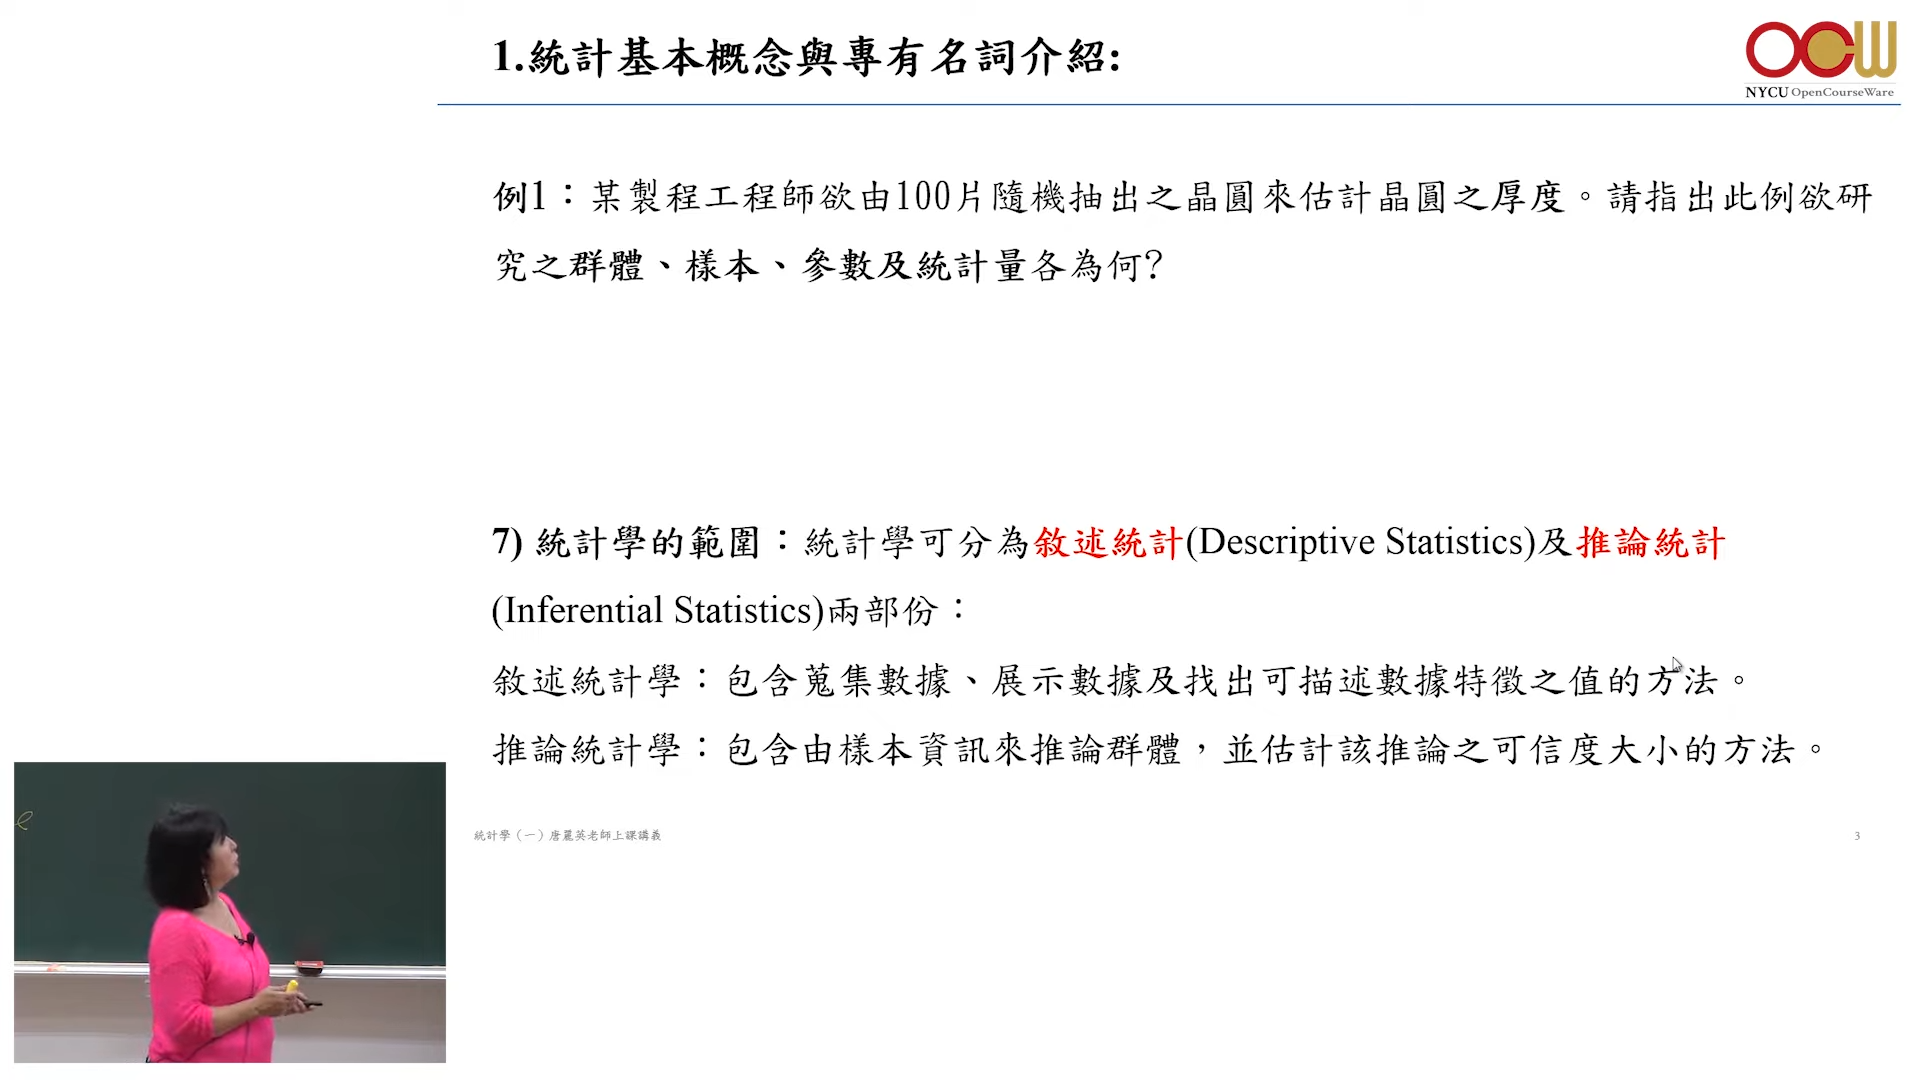 1.統計基本概念與專有名詞介紹:
OCW
NYCU OpenCourseWare
例1：某製程工程師欲由100片隨機抽出之晶圓來估計晶圓之厚度。請指出此例欲研
究之群體、樣本、參數及統計量各為何?
7) 統計學的範圍：統計學可分為敘述統計(Descriptive Statistics)及推論統計
(Inferential Statistics)兩部份：
敘述統計學：包含蒐集數據、展示數據及找出可描述數據特徵之值的方法。
推論統計學：包含由樣本資訊來推論群體，並估計該推論之可信度大小的方法。
統計學（一）唐麗英老師上課講義
3